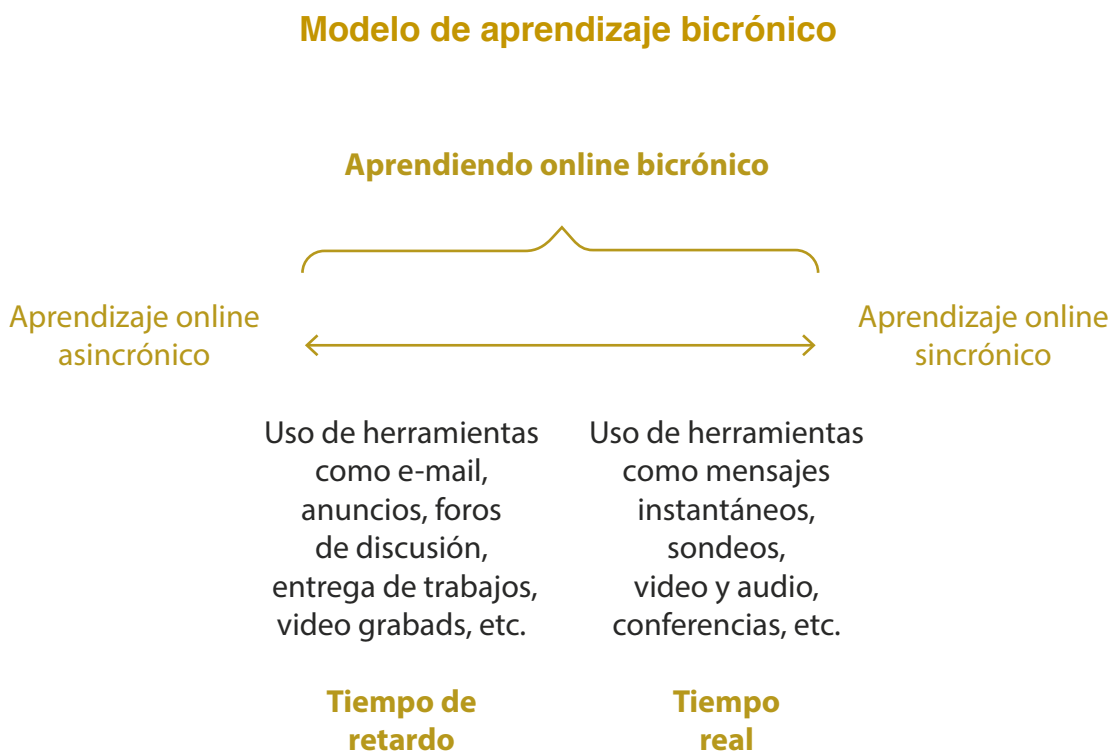 Modelo de aprendizaje bicrónico
Aprendiendo online bicrónico
Aprendizaje online
asincrónico
Aprendizaje online
sincrónico
Uso de herramientas
como e-mail,
anuncios, foros
de discusión,
entrega de trabajos,
video grabads, etc.
Uso de herramientas
como mensajes
instantáneos,
sondeos,
video y audio,
conferencias, etc.
Tiempo de
retardo
Tiempo
real